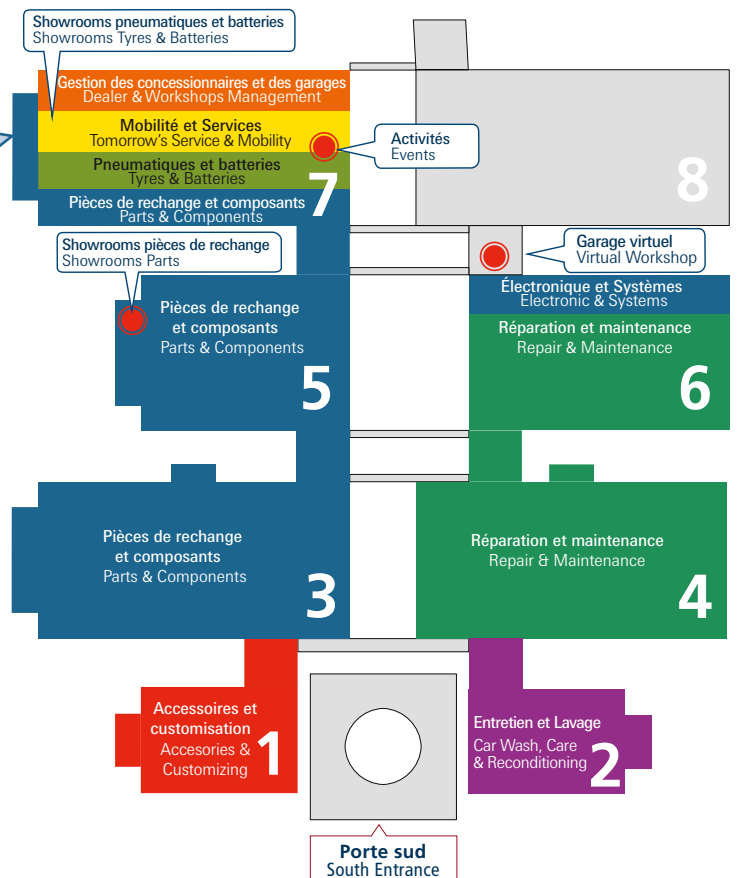 Showrooms pneumatiques et batteries
Showrooms Tyres & Batteries
Gestion des concessionnaires et des garages
Dealer & Workshops Management
Mobilité et Services
Tomorrow's Service & Mobility
Activités
Events
Pneumatiques et batteries
Tyres & Batteries
7
8
Pièces de rechange et composants
Parts & Components
Showrooms pièces de rechange
Showrooms Parts
Garage virtuel
Virtual Workshop
Électronique et Systèmes
Electronic & Systems
Pièces de rechange
et composants
Parts & Components
5
Réparation et maintenance
Repair & Maintenance
6
Pièces de rechange
et composants
Parts & Components
3
Réparation et maintenance
Repair & Maintenance
4
Accessoires et
customisation
Accesories &
Customizing
1
Entretien et Lavage
Car Wash, Care
& Reconditioning
2
Porte sud
South Entrance